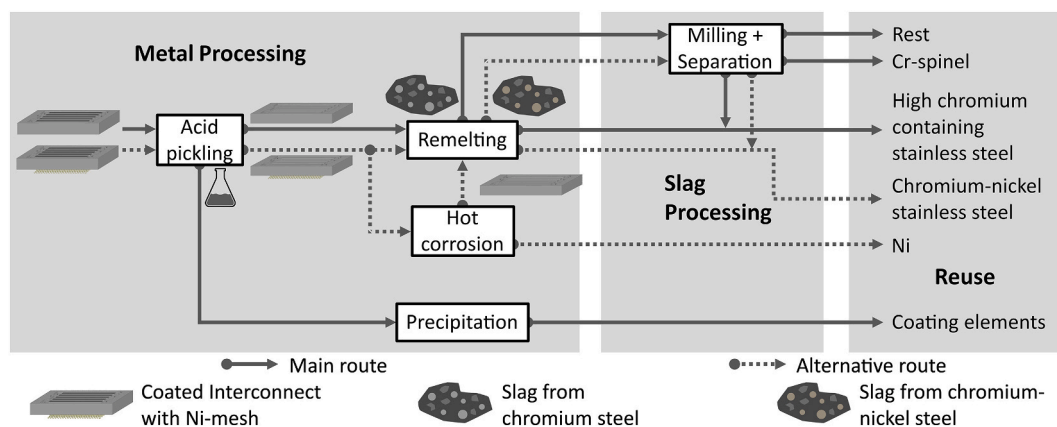 Metal Processing
Acid
pickling
Remelting
Hot
corrosion
Precipitation
Milling +
Separation
Slag
Processing
Rest
Cr-spinel
High chromium
containing
stainless steel
Chromium-nickel
stainless steel
Ni
Reuse
Coating elements
Main route
Alternative route
Coated Interconnect
with Ni-mesh
Slag from
chromium steel
Slag from chromium-
nickel steel